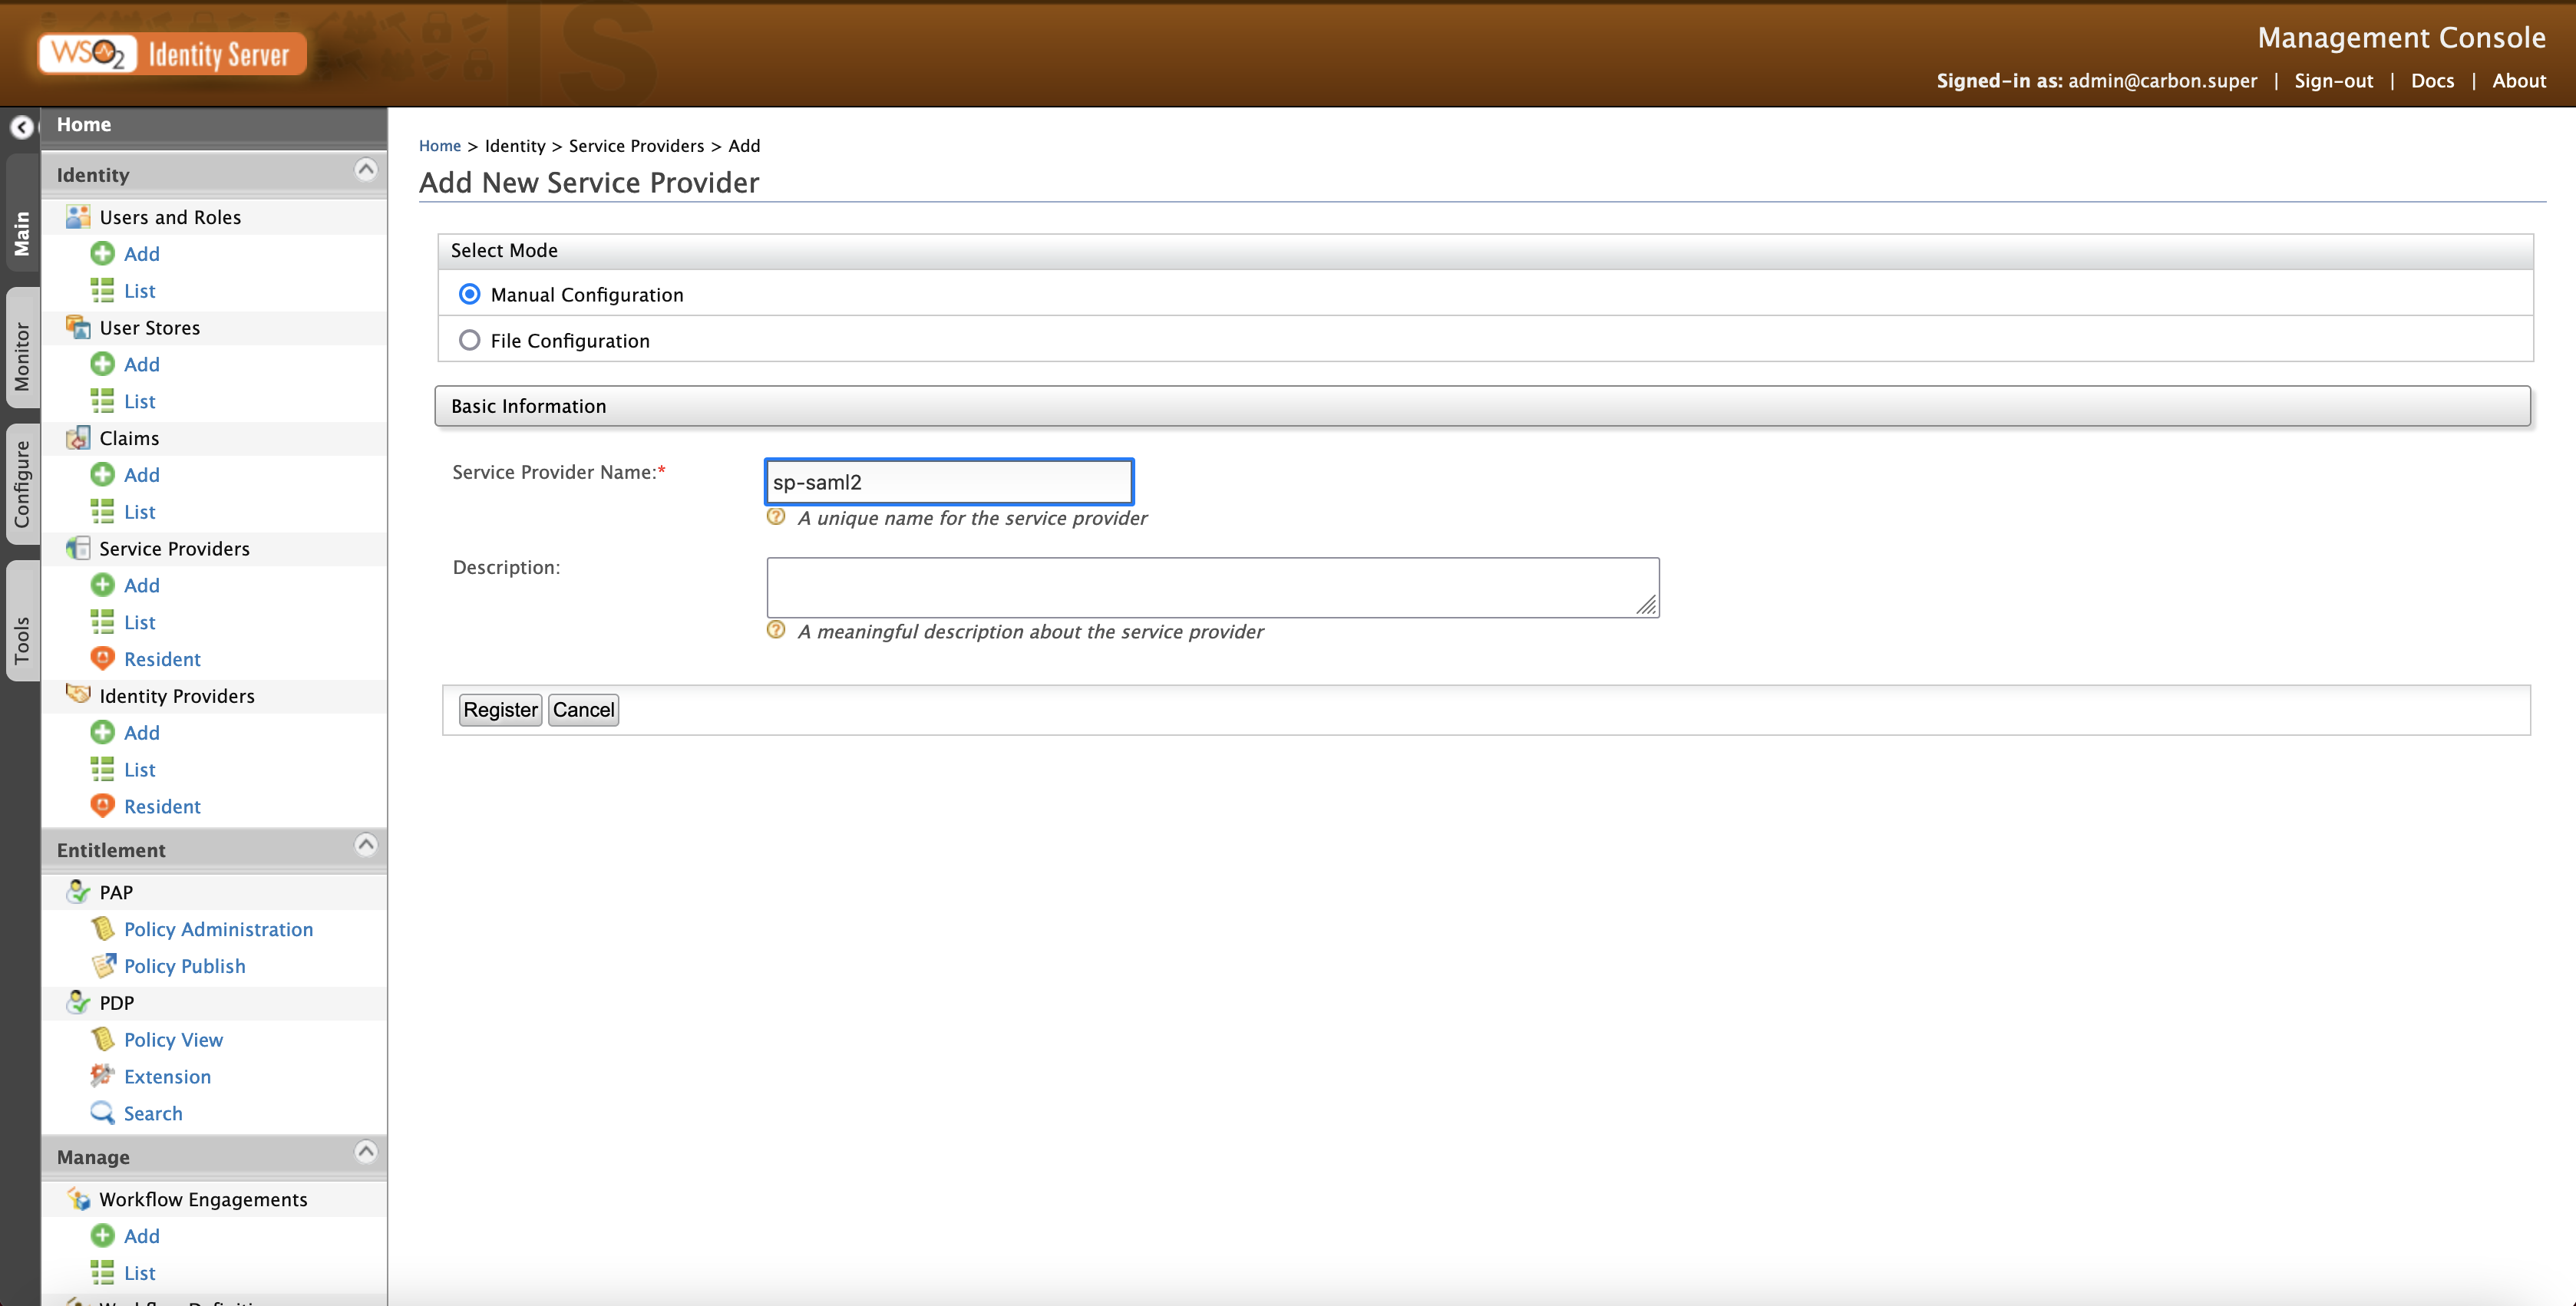 WSO2 Identity Server
Management Console
Signed-in as: admin@carbon.super | Sign-out | Docs | About
Main
Monitor
Configure
Tools
Home
Identity
Users and Roles
Add
List
User Stores
Add
List
Claims
Add
List
Service Providers
Add
List
Resident
Identity Providers
Add
List
Resident
Entitlement
PAP
Policy Administration
Policy Publish
PDP
Policy View
Extension
Search
Manage
Workflow Engagements
Add
List
Home > Identity > Service Providers > Add
Add New Service Provider
Select Mode
Manual Configuration
File Configuration
Basic Information
Service Provider Name:*
sp-saml2
A unique name for the service provider
Description:
A meaningful description about the service provider
Register Cancel